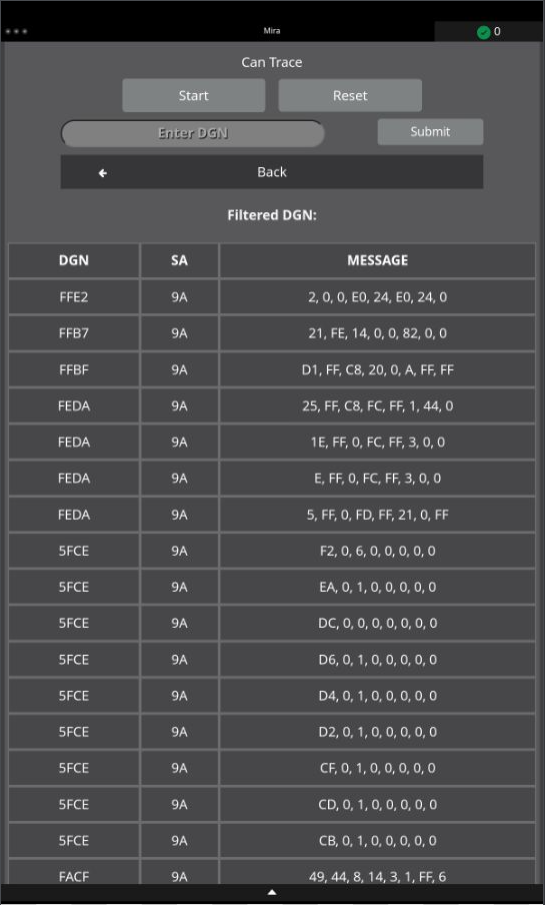 Mira
0
Can Trace
Start Reset
Enter DGN Submit
Back
Filtered DGN:
DGN SA MESSAGE
FFE2 9A 2, 0, 0, E0, 24, E0, 24, 0
FFB7 9A 21, FE, 14, 0, 0, 82, 0, 0
FFBF 9A D1, FF, C8, 20, 0, A, FF, FF
FEDA 9A 25, FF, C8, FC, FF, 1, 44, 0
FEDA 9A 1E, FF, 0, FC, FF, 3, 0, 0
FEDA 9A E, FF, 0, FC, FF, 3, 0, 0
FEDA 9A 5, FF, 0, FD, FF, 21, 0, FF
5FCE 9A F2, 0, 6, 0, 0, 0, 0, 0
5FCE 9A EA, 0, 1, 0, 0, 0, 0, 0
5FCE 9A DC, 0, 0, 0, 0, 0, 0, 0
5FCE 9A D6, 0, 1, 0, 0, 0, 0, 0
5FCE 9A D4, 0, 1, 0, 0, 0, 0, 0
5FCE 9A D2, 0, 1, 0, 0, 0, 0, 0
5FCE 9A CF, 0, 1, 0, 0, 0, 0, 0
5FCE 9A CD, 0, 1, 0, 0, 0, 0, 0
5FCE 9A CB, 0, 1, 0, 0, 0, 0, 0
FACF 9A 49, 44, 8, 14, 3, 1, FF, 6